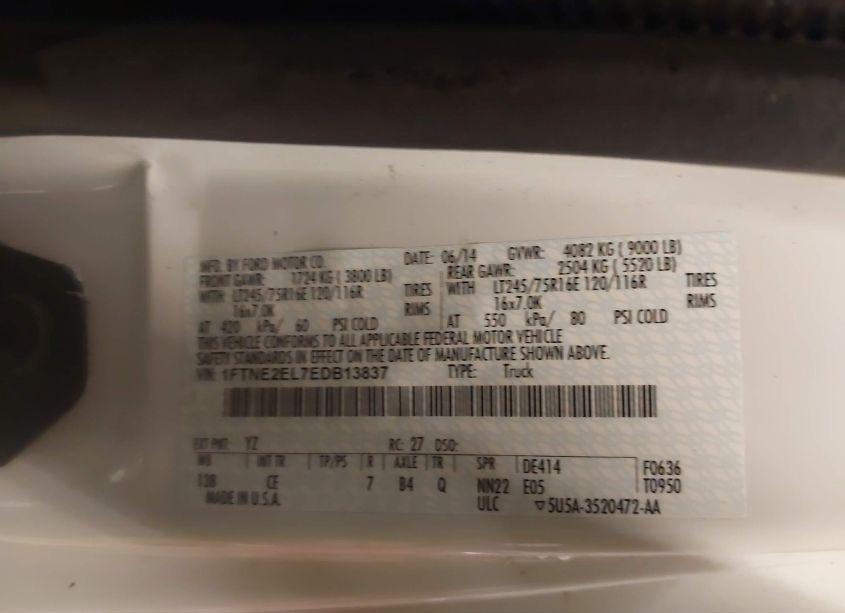 MFD. BY FORD MOTOR CO. DATE: 06/14 GVWR: 4082 KG ( 9000 LB)
FRONT GAWR: 1724 KG ( 3800 LB) REAR GAWR: 2504 KG ( 5520 LB)
WITH LT245/75R16E 120/116R TIRES WITH LT245/75R16E 120/116R TIRES
16x7.0K RIMS 16x7.0K RIMS
AT 420 kPa/ 60 PSI COLD AT 550 kPa/ 80 PSI COLD
THIS VEHICLE CONFORMS TO ALL APPLICABLE FEDERAL MOTOR VEHICLE
SAFETY STANDARDS IN EFFECT ON THE DATE OF MANUFACTURE SHOWN ABOVE.
VIN: 1FTNE2EL7EDB13837 TYPE: Truck
EXT PNT: YZ RC: 27 DSO:
WB INT TR TP/PS R AXLE TR SPR DE414 F0636
138 CE 7 B4 Q NN22 E05 T0950
MADE IN U.S.A. ULC ▽5U5A-3520472-AA